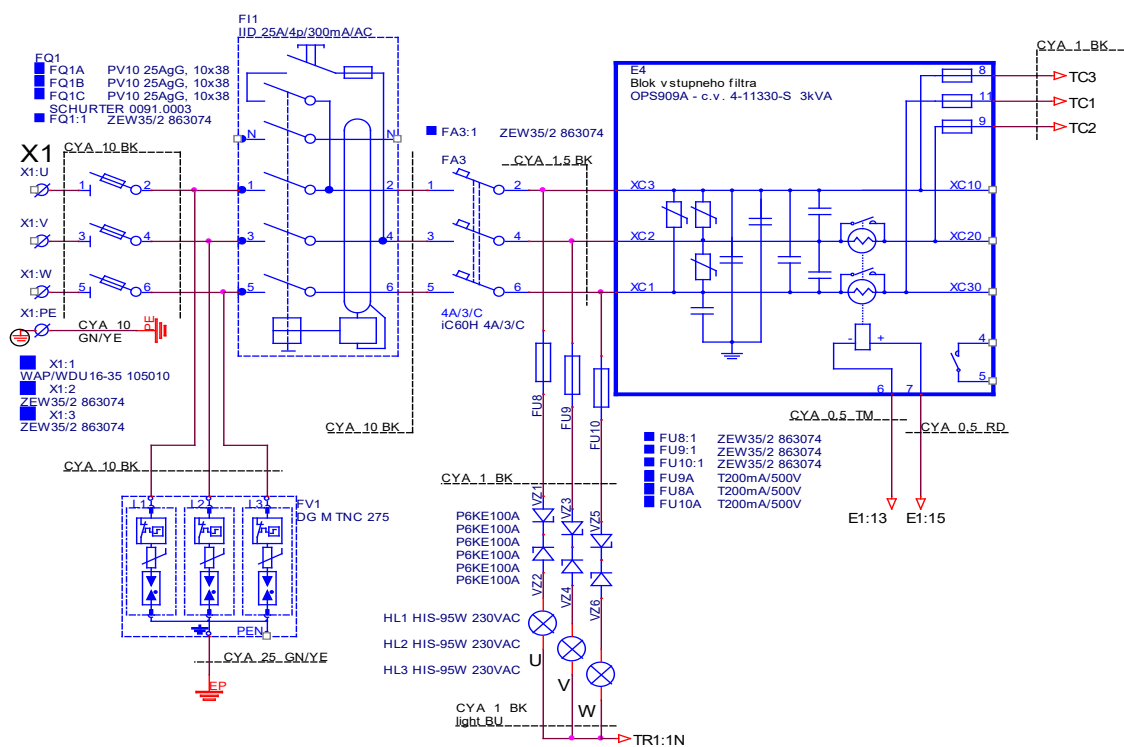 FI1
IID 25A/4p/300mA/AC
FQ1
FQ1A PV10 25AgG, 10x38
FQ1B PV10 25AgG, 10x38
FQ1C PV10 25AgG, 10x38
SCHURTER 0091.0003
FQ1:1 ZEW35/2 863074
CYA 1 BK
E4
Blok vstupneho filtra
OPS909A - c.v. 4-11330-S 3kVA
8
TC3
11
TC1
9
TC2
N
N
FA3:1 ZEW35/2 863074
X1
CYA 10 BK
FA3
CYA 1,5 BK
X1:U
1
2
1
2
1
2
XC3
XC10
X1:V
3
4
3
4
3
4
XC2
XC20
X1:W
5
6
5
6
5
6
XC1
XC30
X1:PE
CYA 10
GN/YE
PE
4A/3/C
iC60H 4A/3/C
-
+
4
5
6
7
X1:1
WAP/WDU16-35 105010
X1:2
ZEW35/2 863074
X1:3
ZEW35/2 863074
FU8
FU9
FU10
CYA 10 BK
CYA 0,5 TM
CYA 0,5 RD
FU8:1 ZEW35/2 863074
FU9:1 ZEW35/2 863074
FU10:1 ZEW35/2 863074
FU9A T200mA/500V
FU8A T200mA/500V
FU10A T200mA/500V
E1:13
E1:15
CYA 10 BK
CYA 1 BK
L1
L2
L3
FV1
DG M TNC 275
PEN
VZ1
VZ3
VZ5
P6KE100A
P6KE100A
P6KE100A
P6KE100A
P6KE100A
P6KE100A
VZ2
VZ4
VZ6
HL1 HIS-95W 230VAC
HL2 HIS-95W 230VAC
HL3 HIS-95W 230VAC
U
V
W
CYA 25 GN/YE
EP
CYA 1 BK
light BU
TR1:1N